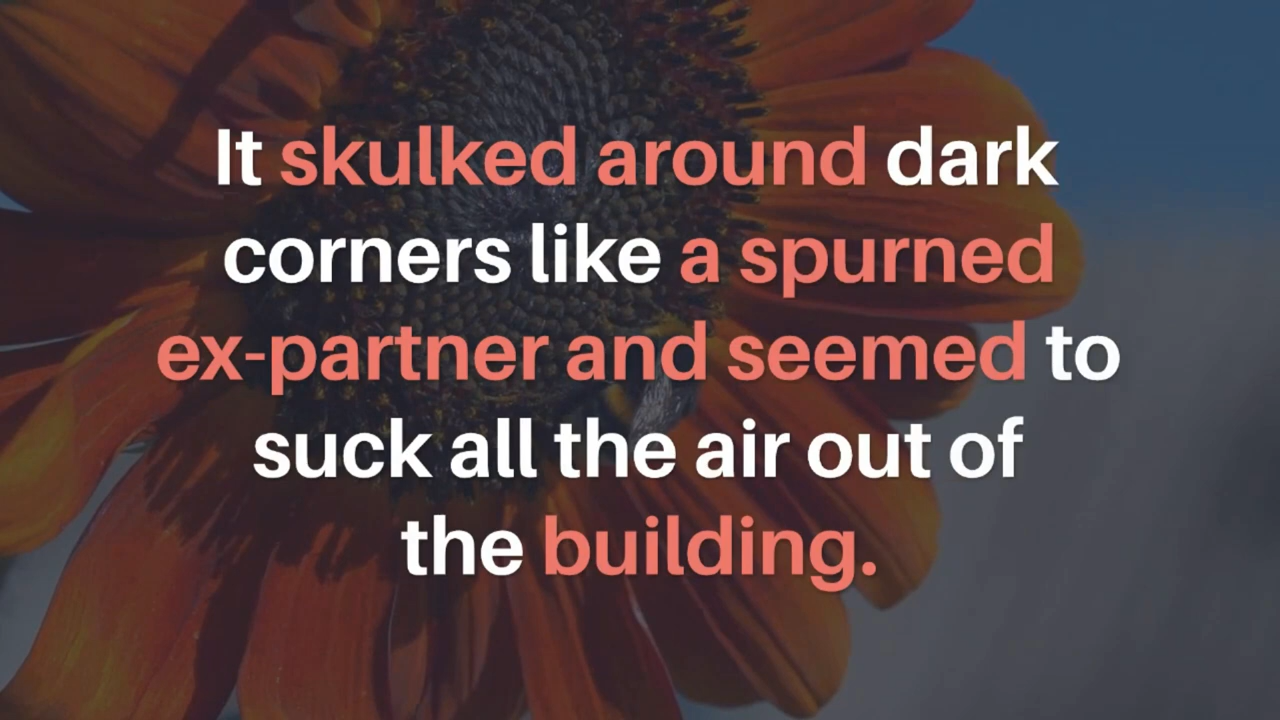 It skulked around dark
corners like a spurned
ex-partner and seemed to
suck all the air out of
the building.